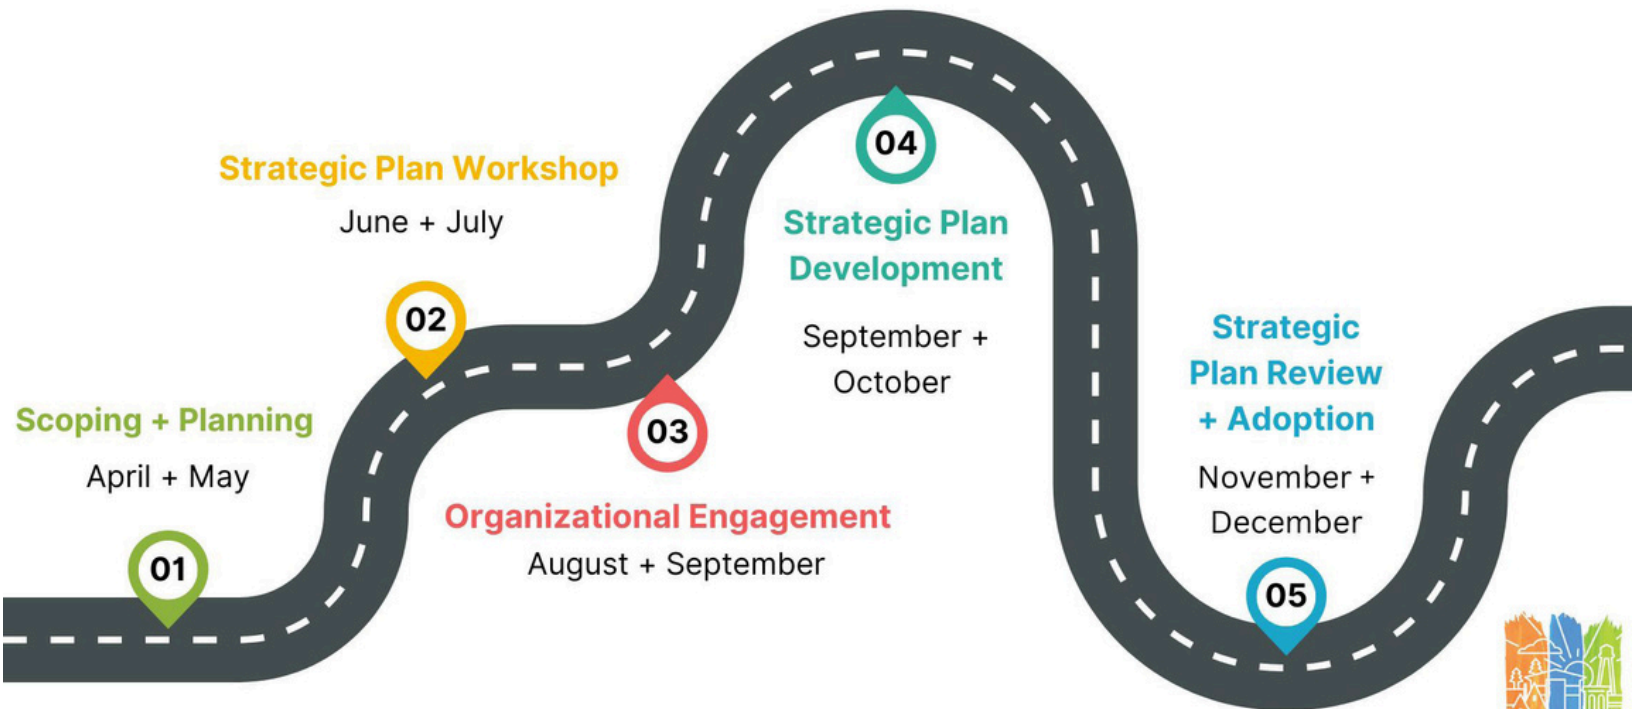 01
Scoping + Planning
April + May
02
Strategic Plan Workshop
June + July
03
Organizational Engagement
August + September
04
Strategic Plan
Development
September +
October
05
Strategic
Plan Review
+ Adoption
November +
December